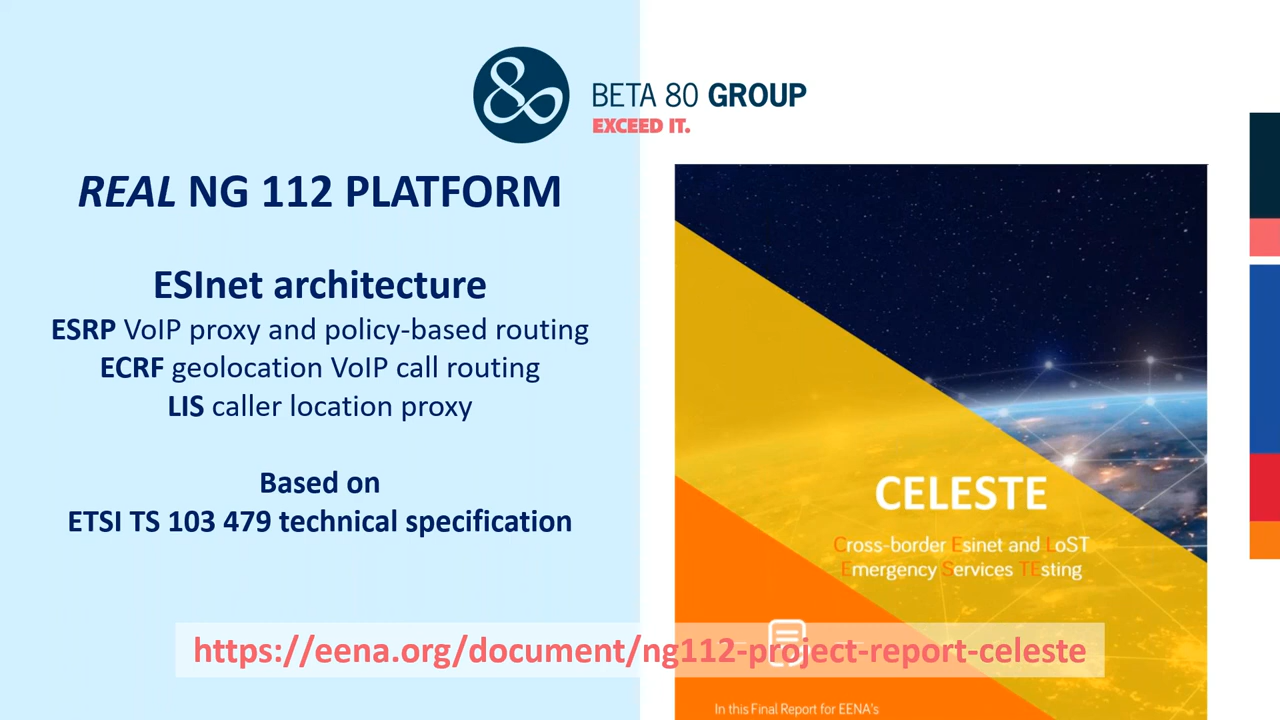 BETA 80 GROUP
EXCEED IT.
REAL NG 112 PLATFORM
ESInet architecture
ESRP VoIP proxy and policy-based routing
ECRF geolocation VoIP call routing
LIS caller location proxy
Based on
ETSI TS 103 479 technical specification
CELESTE
Cross-border Esinet and LoST
Emergency Services TEsting
https://eena.org/document/ng112-project-report-celeste
In this Final Report for EENA's